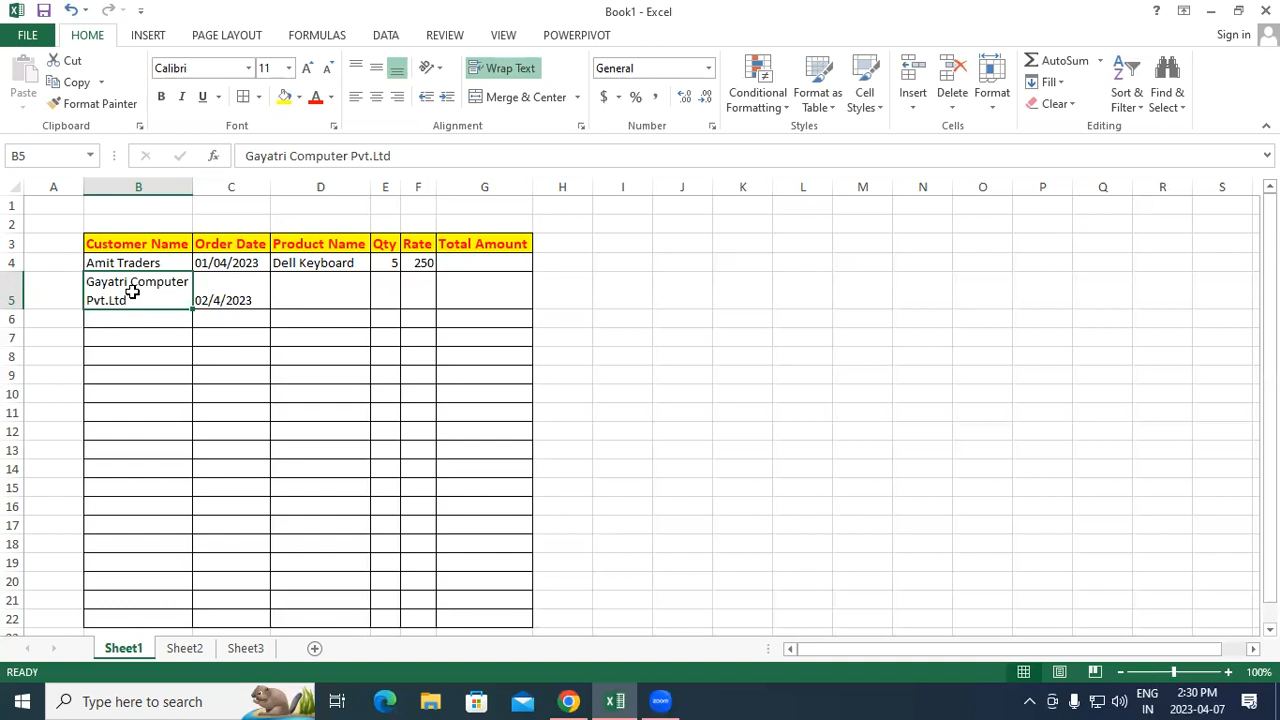 Book1 - Excel
?
FILE HOME INSERT PAGE LAYOUT FORMULAS DATA REVIEW VIEW POWERPIVOT Sign in
Paste
Cut
Copy
Format Painter
Clipboard
Calibri 11
B I U
Font
Wrap Text
Merge & Center
Alignment
General
$ % ,
Number
Conditional Formatting
Format as Table
Cell Styles
Styles
Insert Delete Format
Cells
AutoSum
Fill
Clear
Sort & Filter
Find & Select
Editing
B5 fx Gayatri Computer Pvt.Ltd
A B C D E F G H I J K L M N O P Q R S
1
2
3 Customer Name Order Date Product Name Qty Rate Total Amount
4 Amit Traders 01/04/2023 Dell Keyboard 5 250
Gayatri Computer
5 Pvt.Ltd 02/4/2023
6
7
8
9
10
11
12
13
14
15
16
17
18
19
20
21
22
Sheet1 Sheet2 Sheet3
READY 100%
Type here to search
zoom
ENG
IN
2:30 PM
2023-04-07